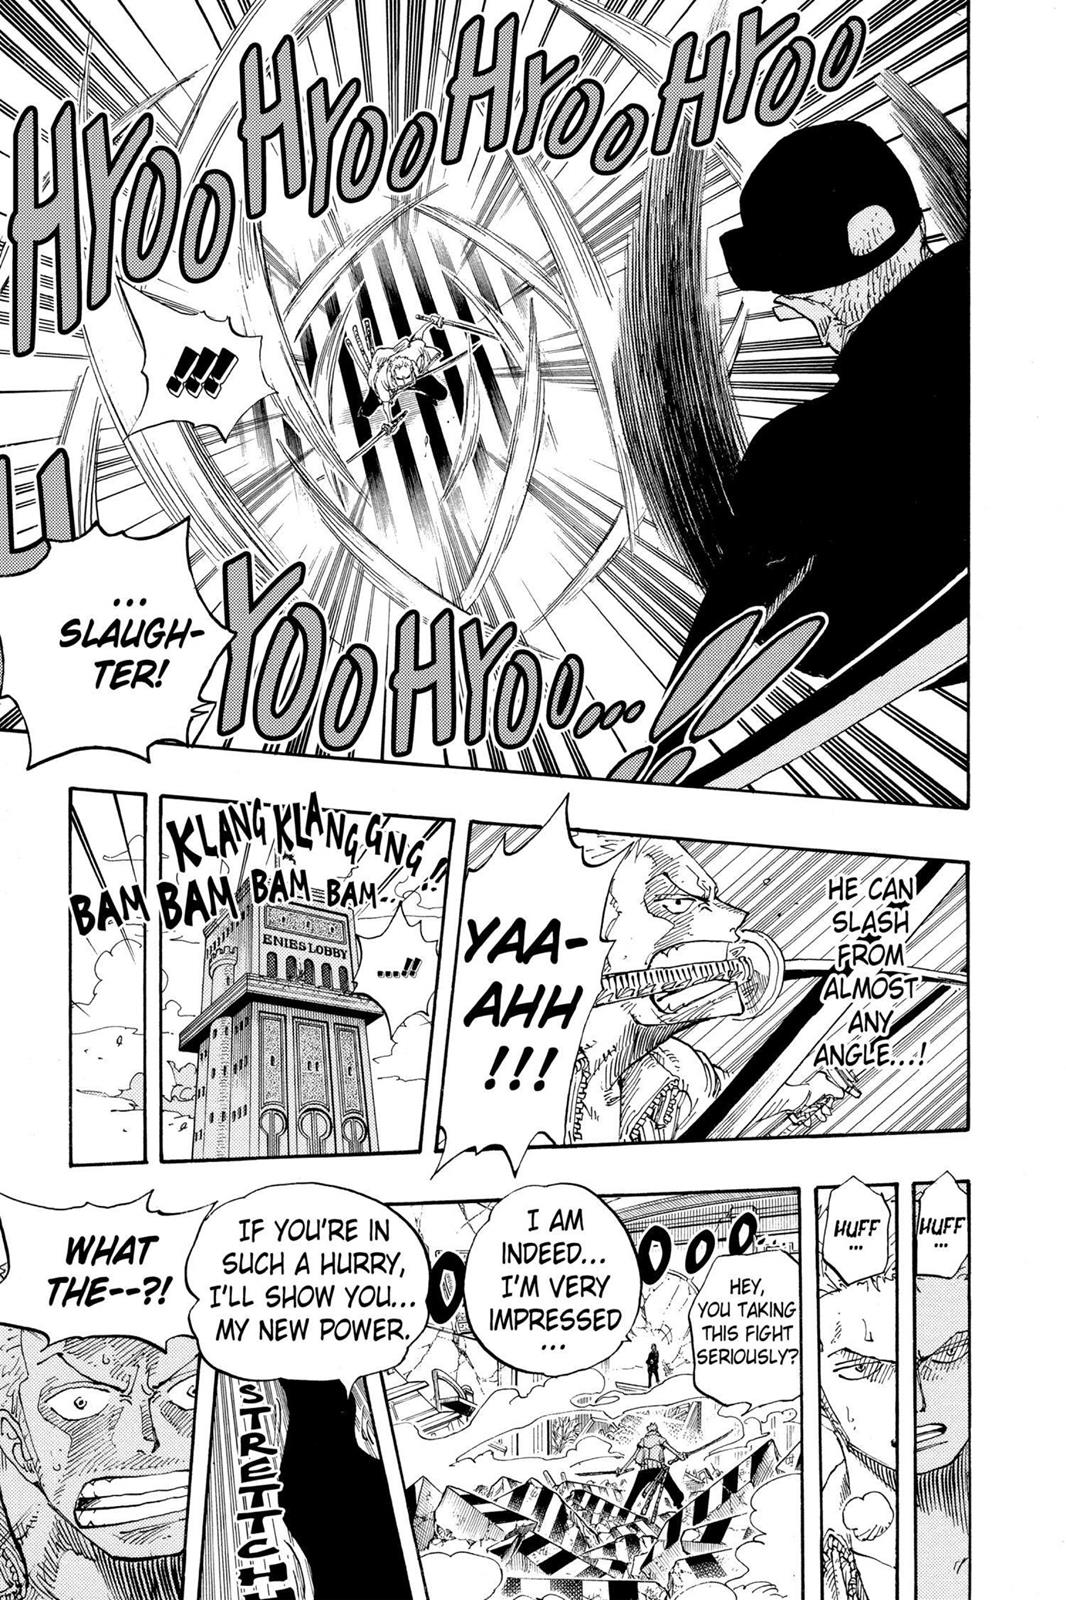 HYOO HYOO HYOO HYOO
!!!
YOO HYOO...!!
...
SLAUGH-
TER!
HE CAN
SLASH
FROM
ALMOST
ANY
ANGLE...!
YAA-
AHH
!!!
KLANG KLANG GNG!!
BAM BAM BAM BAM..
ENIES LOBBY
...!!
HUFF
...
HUFF
...
HEY,
YOU TAKING
THIS FIGHT
SERIOUSLY?
OOO..
I AM
INDEED...
I'M VERY
IMPRESSED
...
IF YOU'RE IN
SUCH A HURRY,
I'LL SHOW YOU...
MY NEW POWER.
STRETCH
WHAT
THE--?!